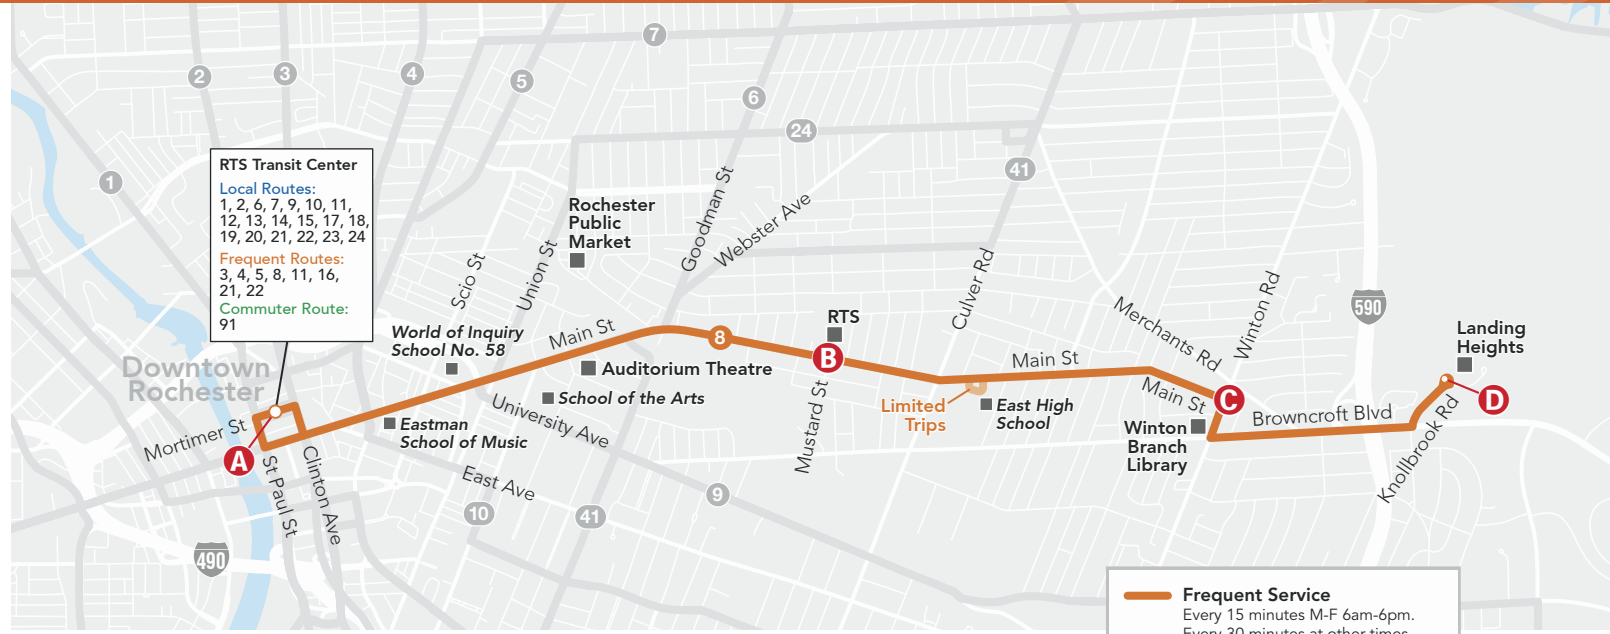 7
2
3
4
5
6
24
41
1
RTS Transit Center
Local Routes:
1, 2, 6, 7, 9, 10, 11,
12, 13, 14, 15, 17, 18,
19, 20, 21, 22, 23, 24
Frequent Routes:
3, 4, 5, 8, 11, 16,
21, 22
Commuter Route:
91
Rochester
Public
Market
Goodman St
Webster Ave
Scio St
Union St
Culver Rd
Merchants Rd
Winton Rd
590
World of Inquiry
School No. 58
Main St
8
RTS
B
Main St
Landing
Heights
Downtown
Rochester
Auditorium Theatre
School of the Arts
University Ave
Mustard St
Limited
Trips
East High
School
Main St
C
Winton
Branch
Library
Browncroft Blvd
Knollbrook Rd
D
Mortimer St
A
Eastman
School of Music
St Paul St
Clinton Ave
East Ave
10
41
9
490
Frequent Service
Every 15 minutes M-F 6am-6pm.
Every 30 minutes at other times